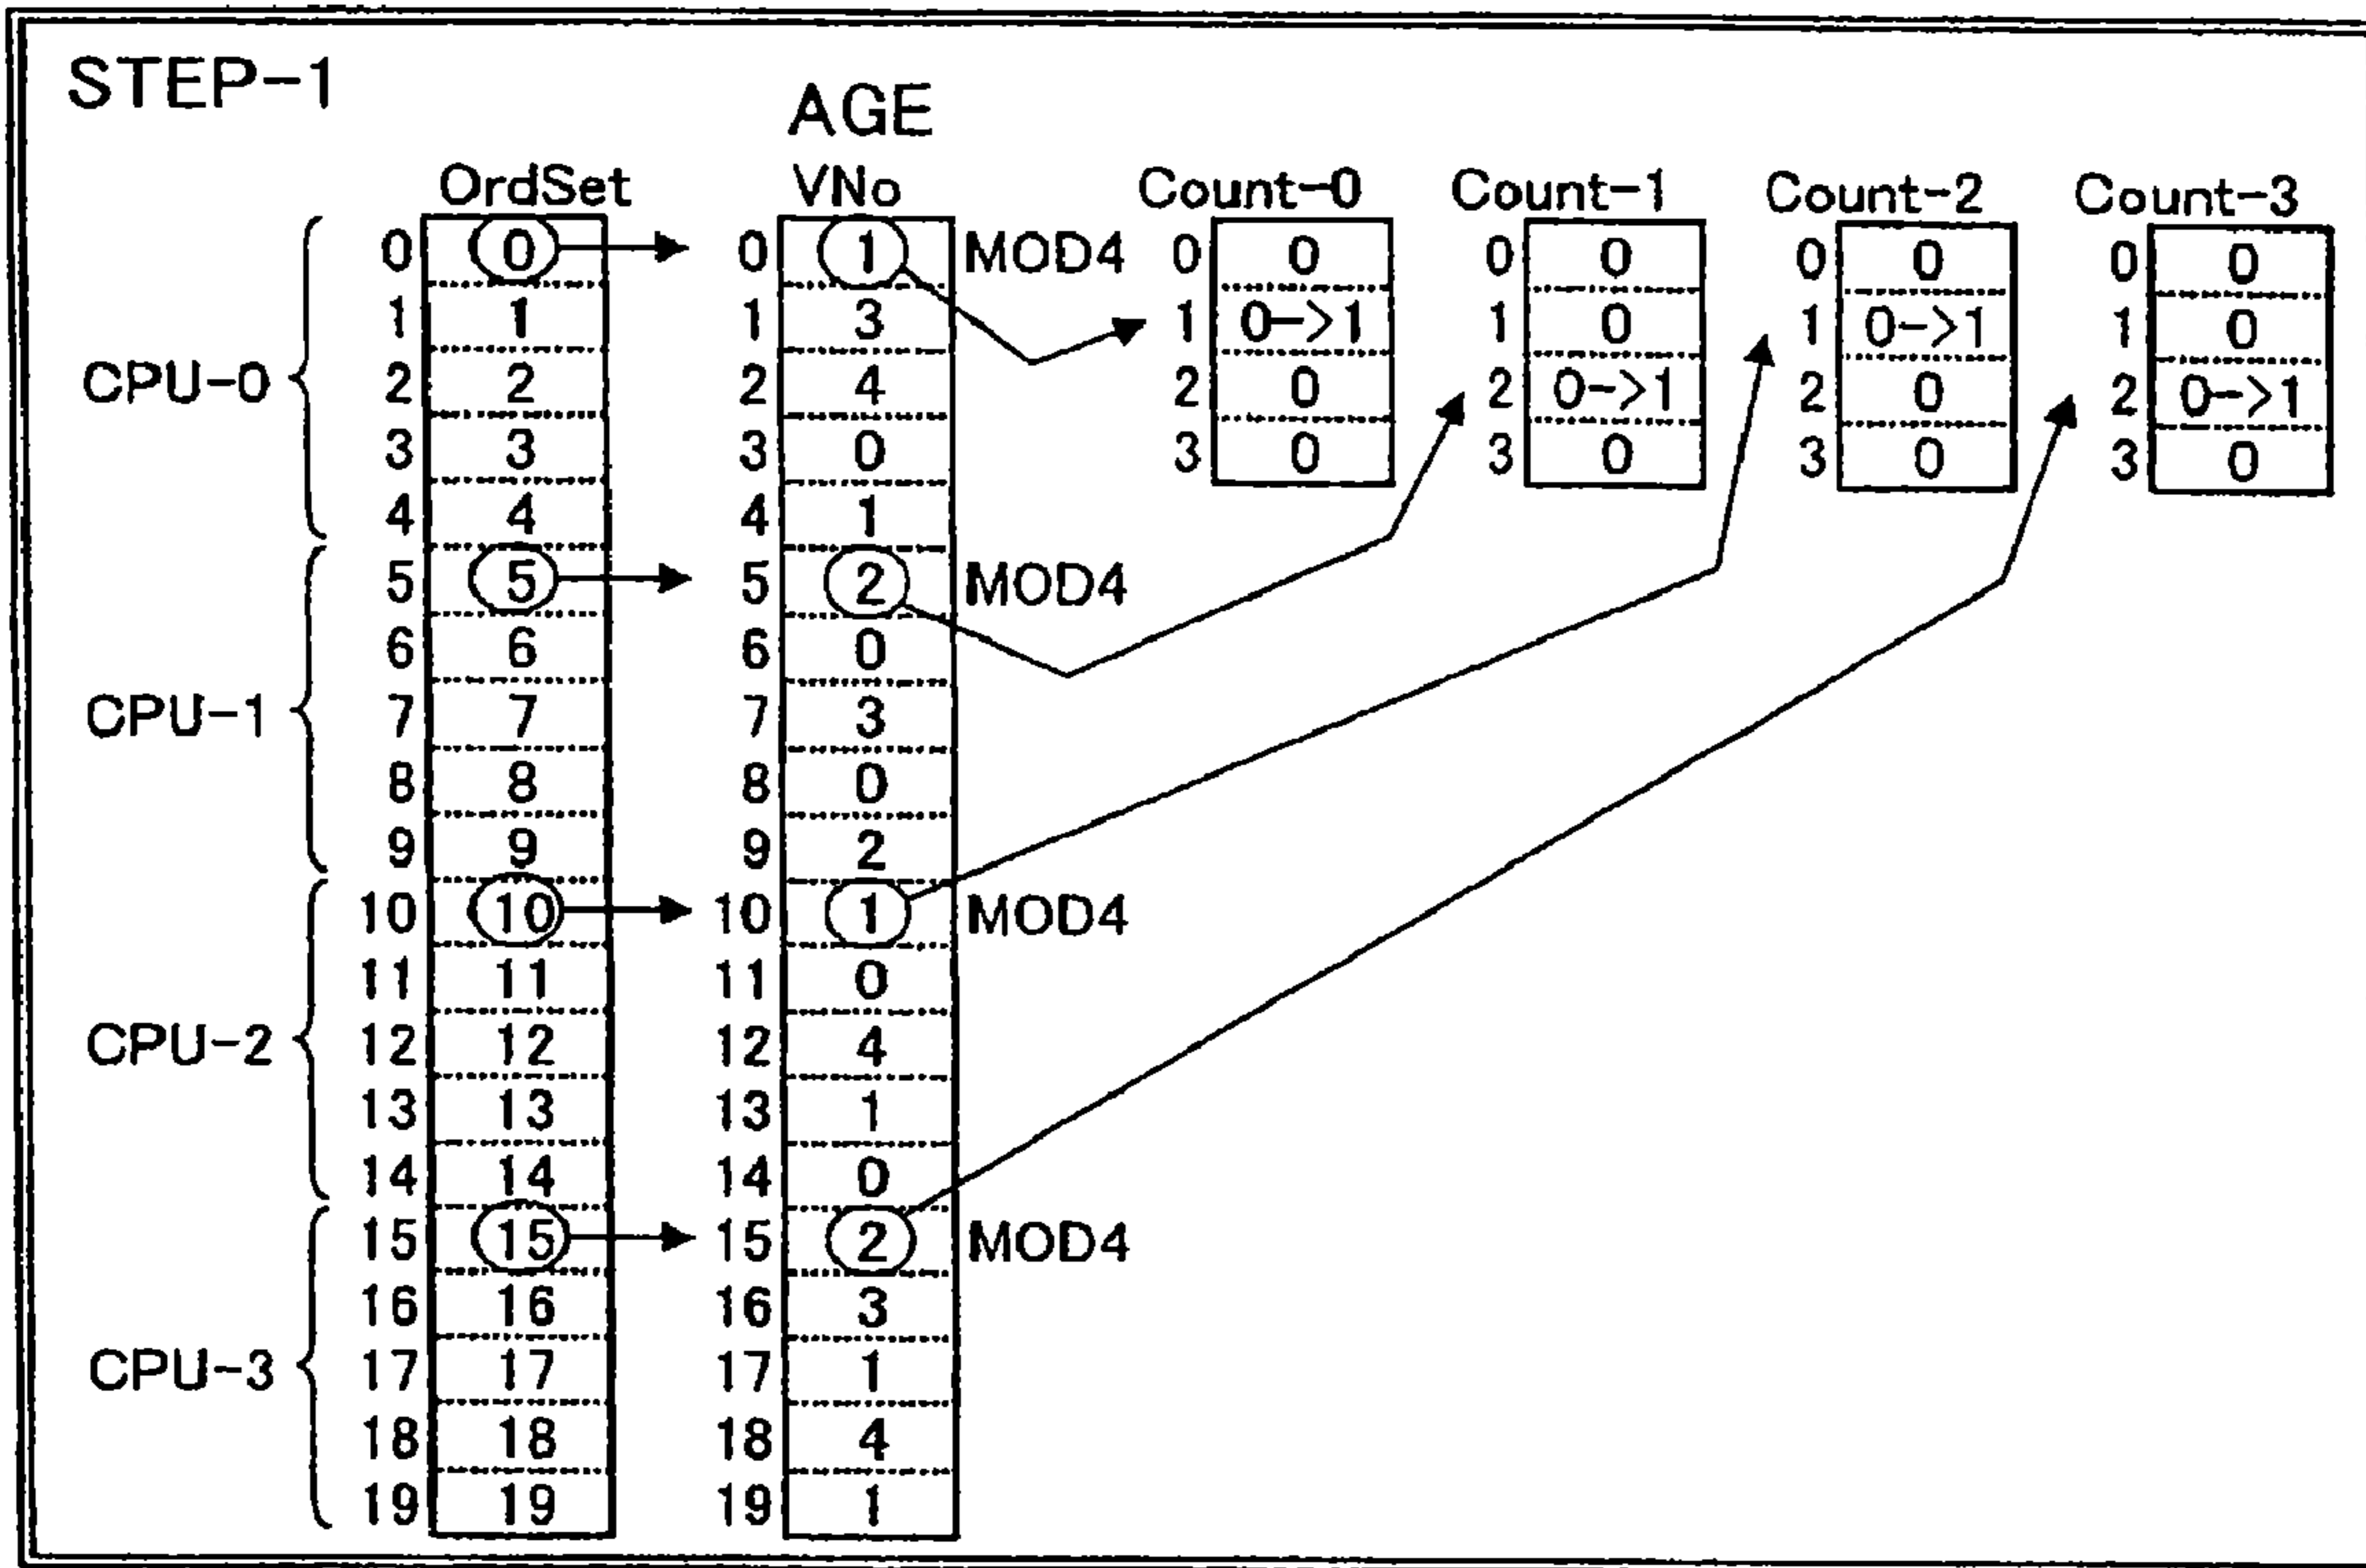 STEP-1
AGE
OrdSet VNo Count-0 Count-1 Count-2 Count-3
0 0 0 1 MOD4 0 0 0 0 0 0 0 0
1 1 1 3 1 0->1 1 0 1 0->1 1 0
CPU-0 2 2 2 4 2 0 2 0->1 2 0 2 0->1
3 3 3 0 3 0 3 0 3 0 3 0
4 4 4 1
5 5 5 2 MOD4
6 6 6 0
CPU-1 7 7 7 3
8 8 8 0
9 9 9 2
10 10 10 1 MOD4
11 11 11 0
CPU-2 12 12 12 4
13 13 13 1
14 14 14 0
15 15 15 2 MOD4
16 16 16 3
CPU-3 17 17 17 1
18 18 18 4
19 19 19 1